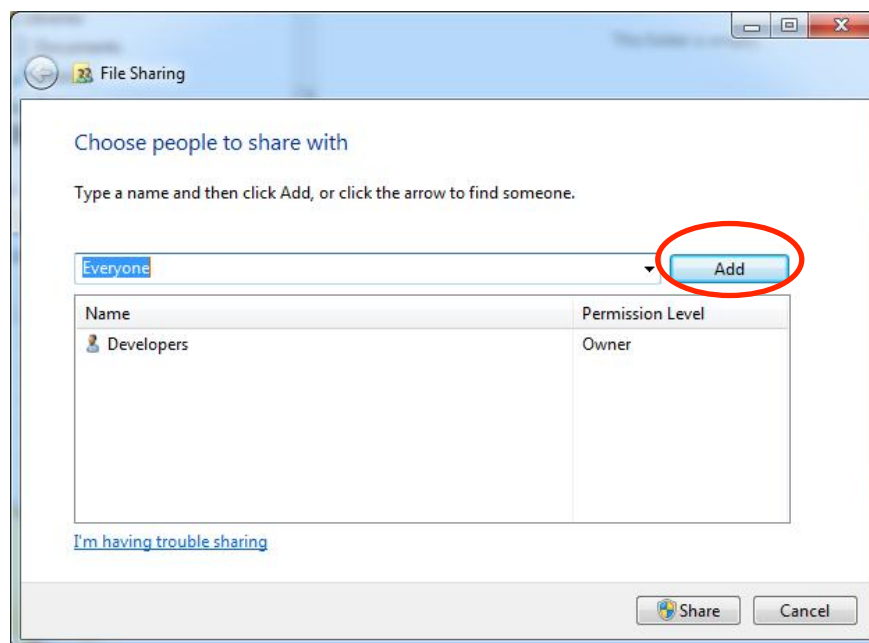 File Sharing
Choose people to share with
Type a name and then click Add, or click the arrow to find someone.
Everyone Add
Name Permission Level
Developers Owner
I'm having trouble sharing
Share Cancel